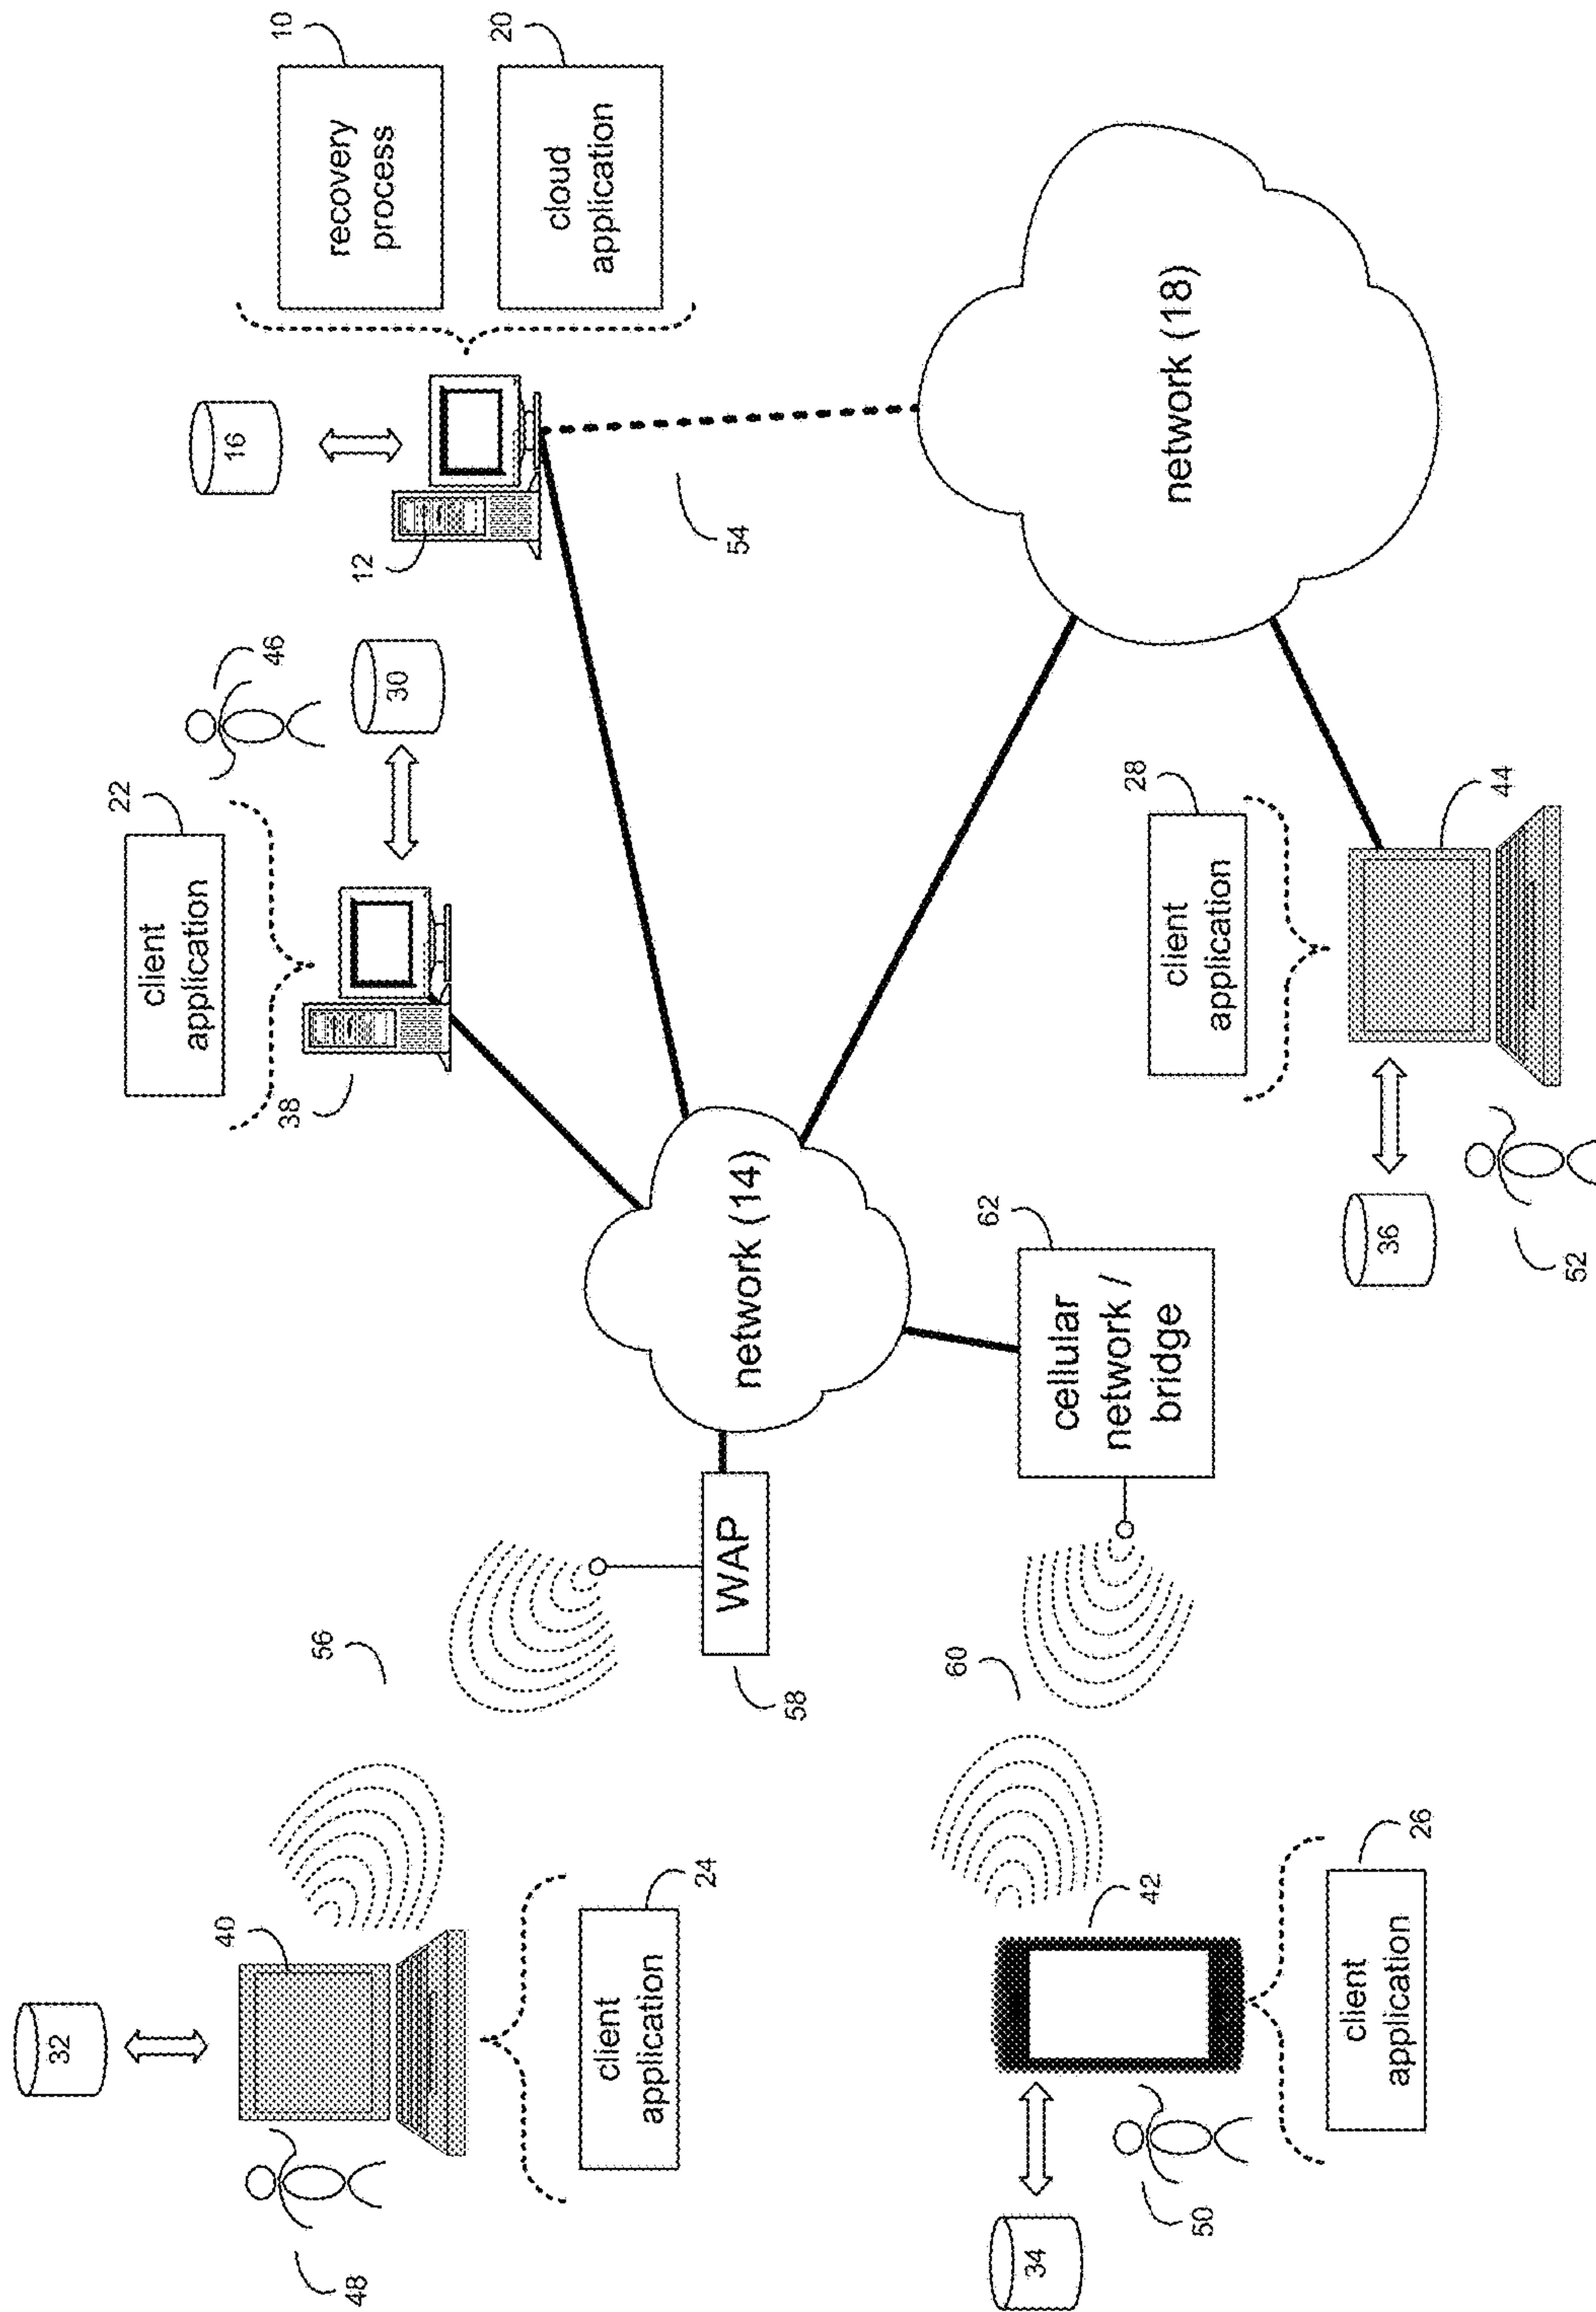 32
22
client
application
40
16
46
10
38
56
recovery
process
48
12
30
20
cloud
application
client
application
24
54
WAP
network (14)
58
60
62
34
cellular
network /
bridge
28
42
network (18)
client
application
50
client
application
36
26
44
52